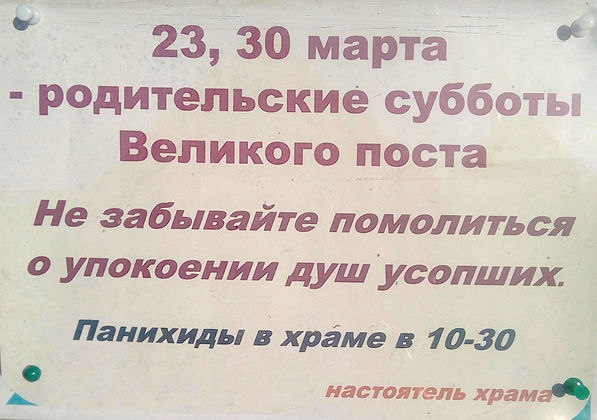 23, 30 марта
- родительские субботы
Великого поста
Не забывайте помолиться
о упокоении душ усопших.
Панихиды в храме в 10-30
настоятель храма